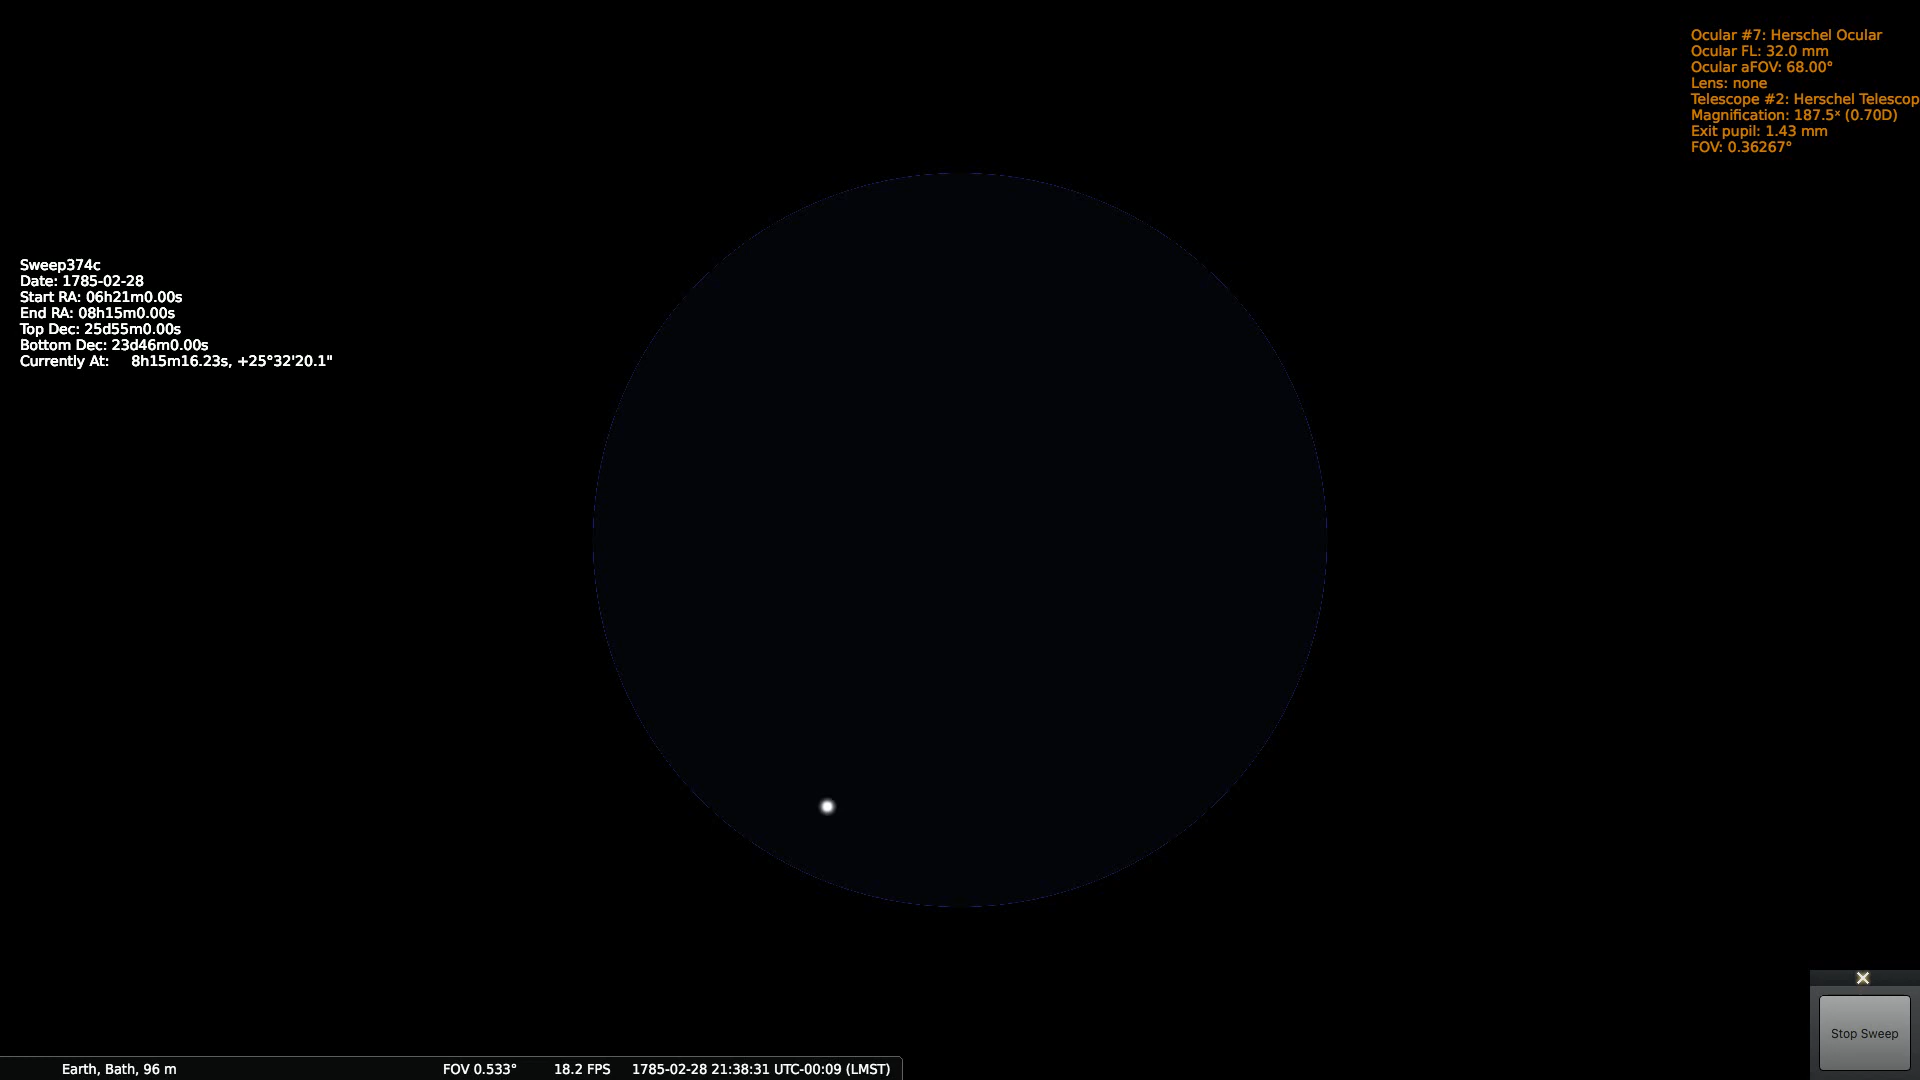 Ocular #7: Herschel Ocular
Ocular FL: 32.0 mm
Ocular aFOV: 68.00°
Lens: none
Telescope #2: Herschel Telescop
Magnification: 187.5ˣ (0.70D)
Exit pupil: 1.43 mm
FOV: 0.36267°
Sweep374c
Date: 1785-02-28
Start RA: 06h21m0.00s
End RA: 08h15m0.00s
Top Dec: 25d55m0.00s
Bottom Dec: 23d46m0.00s
Currently At: 8h15m16.23s, +25°32'20.1"
Stop Sweep
Earth, Bath, 96 m FOV 0.533° 18.2 FPS 1785-02-28 21:38:31 UTC-00:09 (LMST)